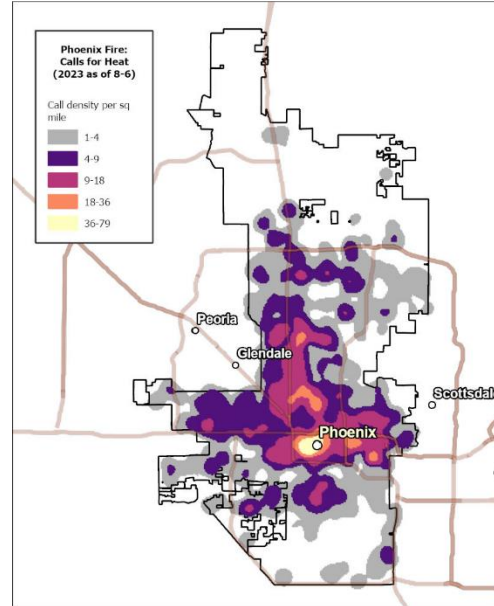 Phoenix Fire:
Calls for Heat
(2023 as of 8-6)
Call density per sq
mile
1-4
4-9
9-18
18-36
36-79
Peoria
Glendale
Scottsdale
Phoenix